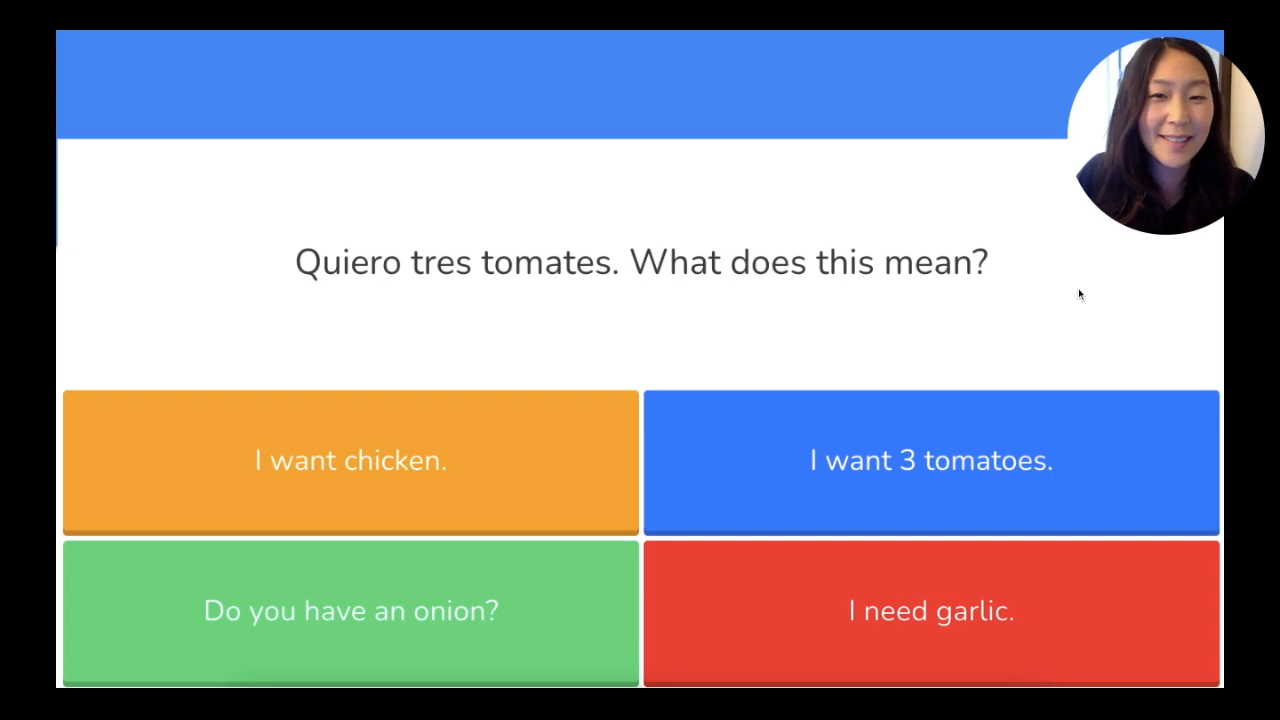 Quiero tres tomates. What does this mean?
I want chicken.
I want 3 tomatoes.
Do you have an onion?
I need garlic.